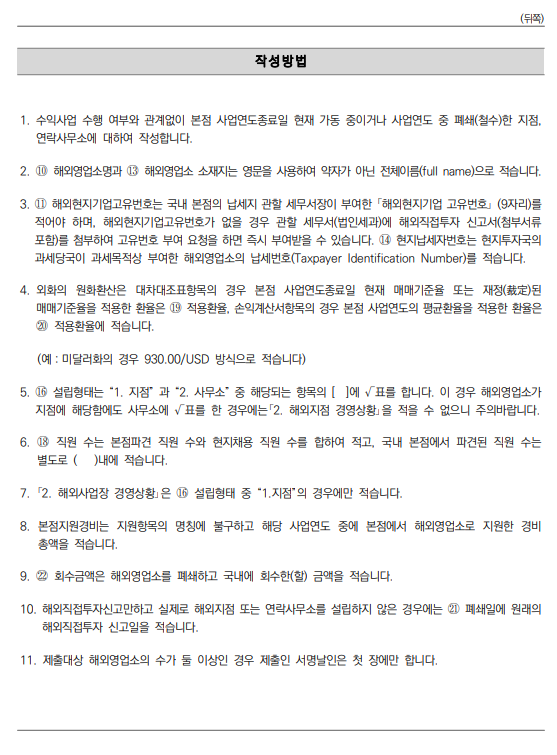 (뒤쪽)
작성방법
1. 수익사업 수행 여부와 관계없이 본점 사업연도종료일 현재 가동 중이거나 사업연도 중 폐쇄(철수)한 지점,
연락사무소에 대하여 작성합니다.
2. ⑩ 해외영업소명과 ⑬ 해외영업소 소재지는 영문을 사용하여 약자가 아닌 전체이름(full name)으로 적습니다.
3. ⑪ 해외현지기업고유번호는 국내 본점의 납세지 관할 세무서장이 부여한 「해외현지기업 고유번호」(9자리)를
적어야 하며, 해외현지기업고유번호가 없을 경우 관할 세무서(법인세과)에 해외직접투자 신고서(첨부서류
포함)를 첨부하여 고유번호 부여 요청을 하면 즉시 부여받을 수 있습니다. ⑭ 현지납세자번호는 현지투자국의
과세당국이 과세목적상 부여한 해외영업소의 납세번호(Taxpayer Identification Number)를 적습니다.
4. 외화의 원화환산은 대차대조표항목의 경우 본점 사업연도종료일 현재 매매기준율 또는 재정(裁定)된
매매기준율을 적용한 환율은 ⑲ 적용환율, 손익계산서항목의 경우 본점 사업연도의 평균환율을 적용한 환율은
⑳ 적용환율에 적습니다.
(예 : 미달러화의 경우 930.00/USD 방식으로 적습니다)
5. ⑯ 설립형태는 “1. 지점” 과 “2. 사무소” 중 해당되는 항목의 [ ]에 √표를 합니다. 이 경우 해외영업소가
지점에 해당함에도 사무소에 √표를 한 경우에는「2. 해외지점 경영상황」을 적을 수 없으니 주의바랍니다.
6. ⑱ 직원 수는 본점파견 직원 수와 현지채용 직원 수를 합하여 적고, 국내 본점에서 파견된 직원 수는
별도로 ( )내에 적습니다.
7. 「2. 해외사업장 경영상황」은 ⑯ 설립형태 중 “1.지점”의 경우에만 적습니다.
8. 본점지원경비는 지원항목의 명칭에 불구하고 해당 사업연도 중에 본점에서 해외영업소로 지원한 경비
총액을 적습니다.
9. ㉒ 회수금액은 해외영업소를 폐쇄하고 국내에 회수한(할) 금액을 적습니다.
10. 해외직접투자신고만하고 실제로 해외지점 또는 연락사무소를 설립하지 않은 경우에는 ㉑ 폐쇄일에 원래의
해외직접투자 신고일을 적습니다.
11. 제출대상 해외영업소의 수가 둘 이상인 경우 제출인 서명날인은 첫 장에만 합니다.